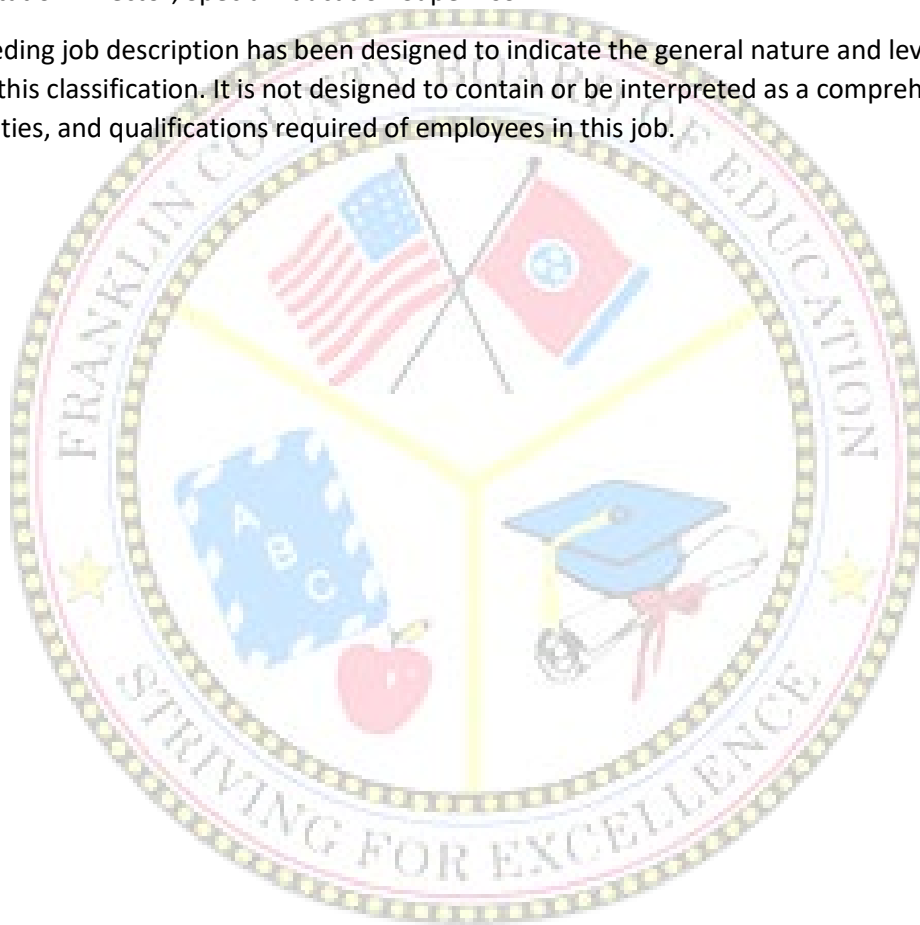 eding job description has been designed to indicate the general nature and lev
this classification. It is not designed to contain or be interpreted as a compreh
ties, and qualifications required of employees in this job.
FRANKLIN COUNTY BOARD OF EDUCATION
A
B
C
STRIVING FOR EXCELLENCE